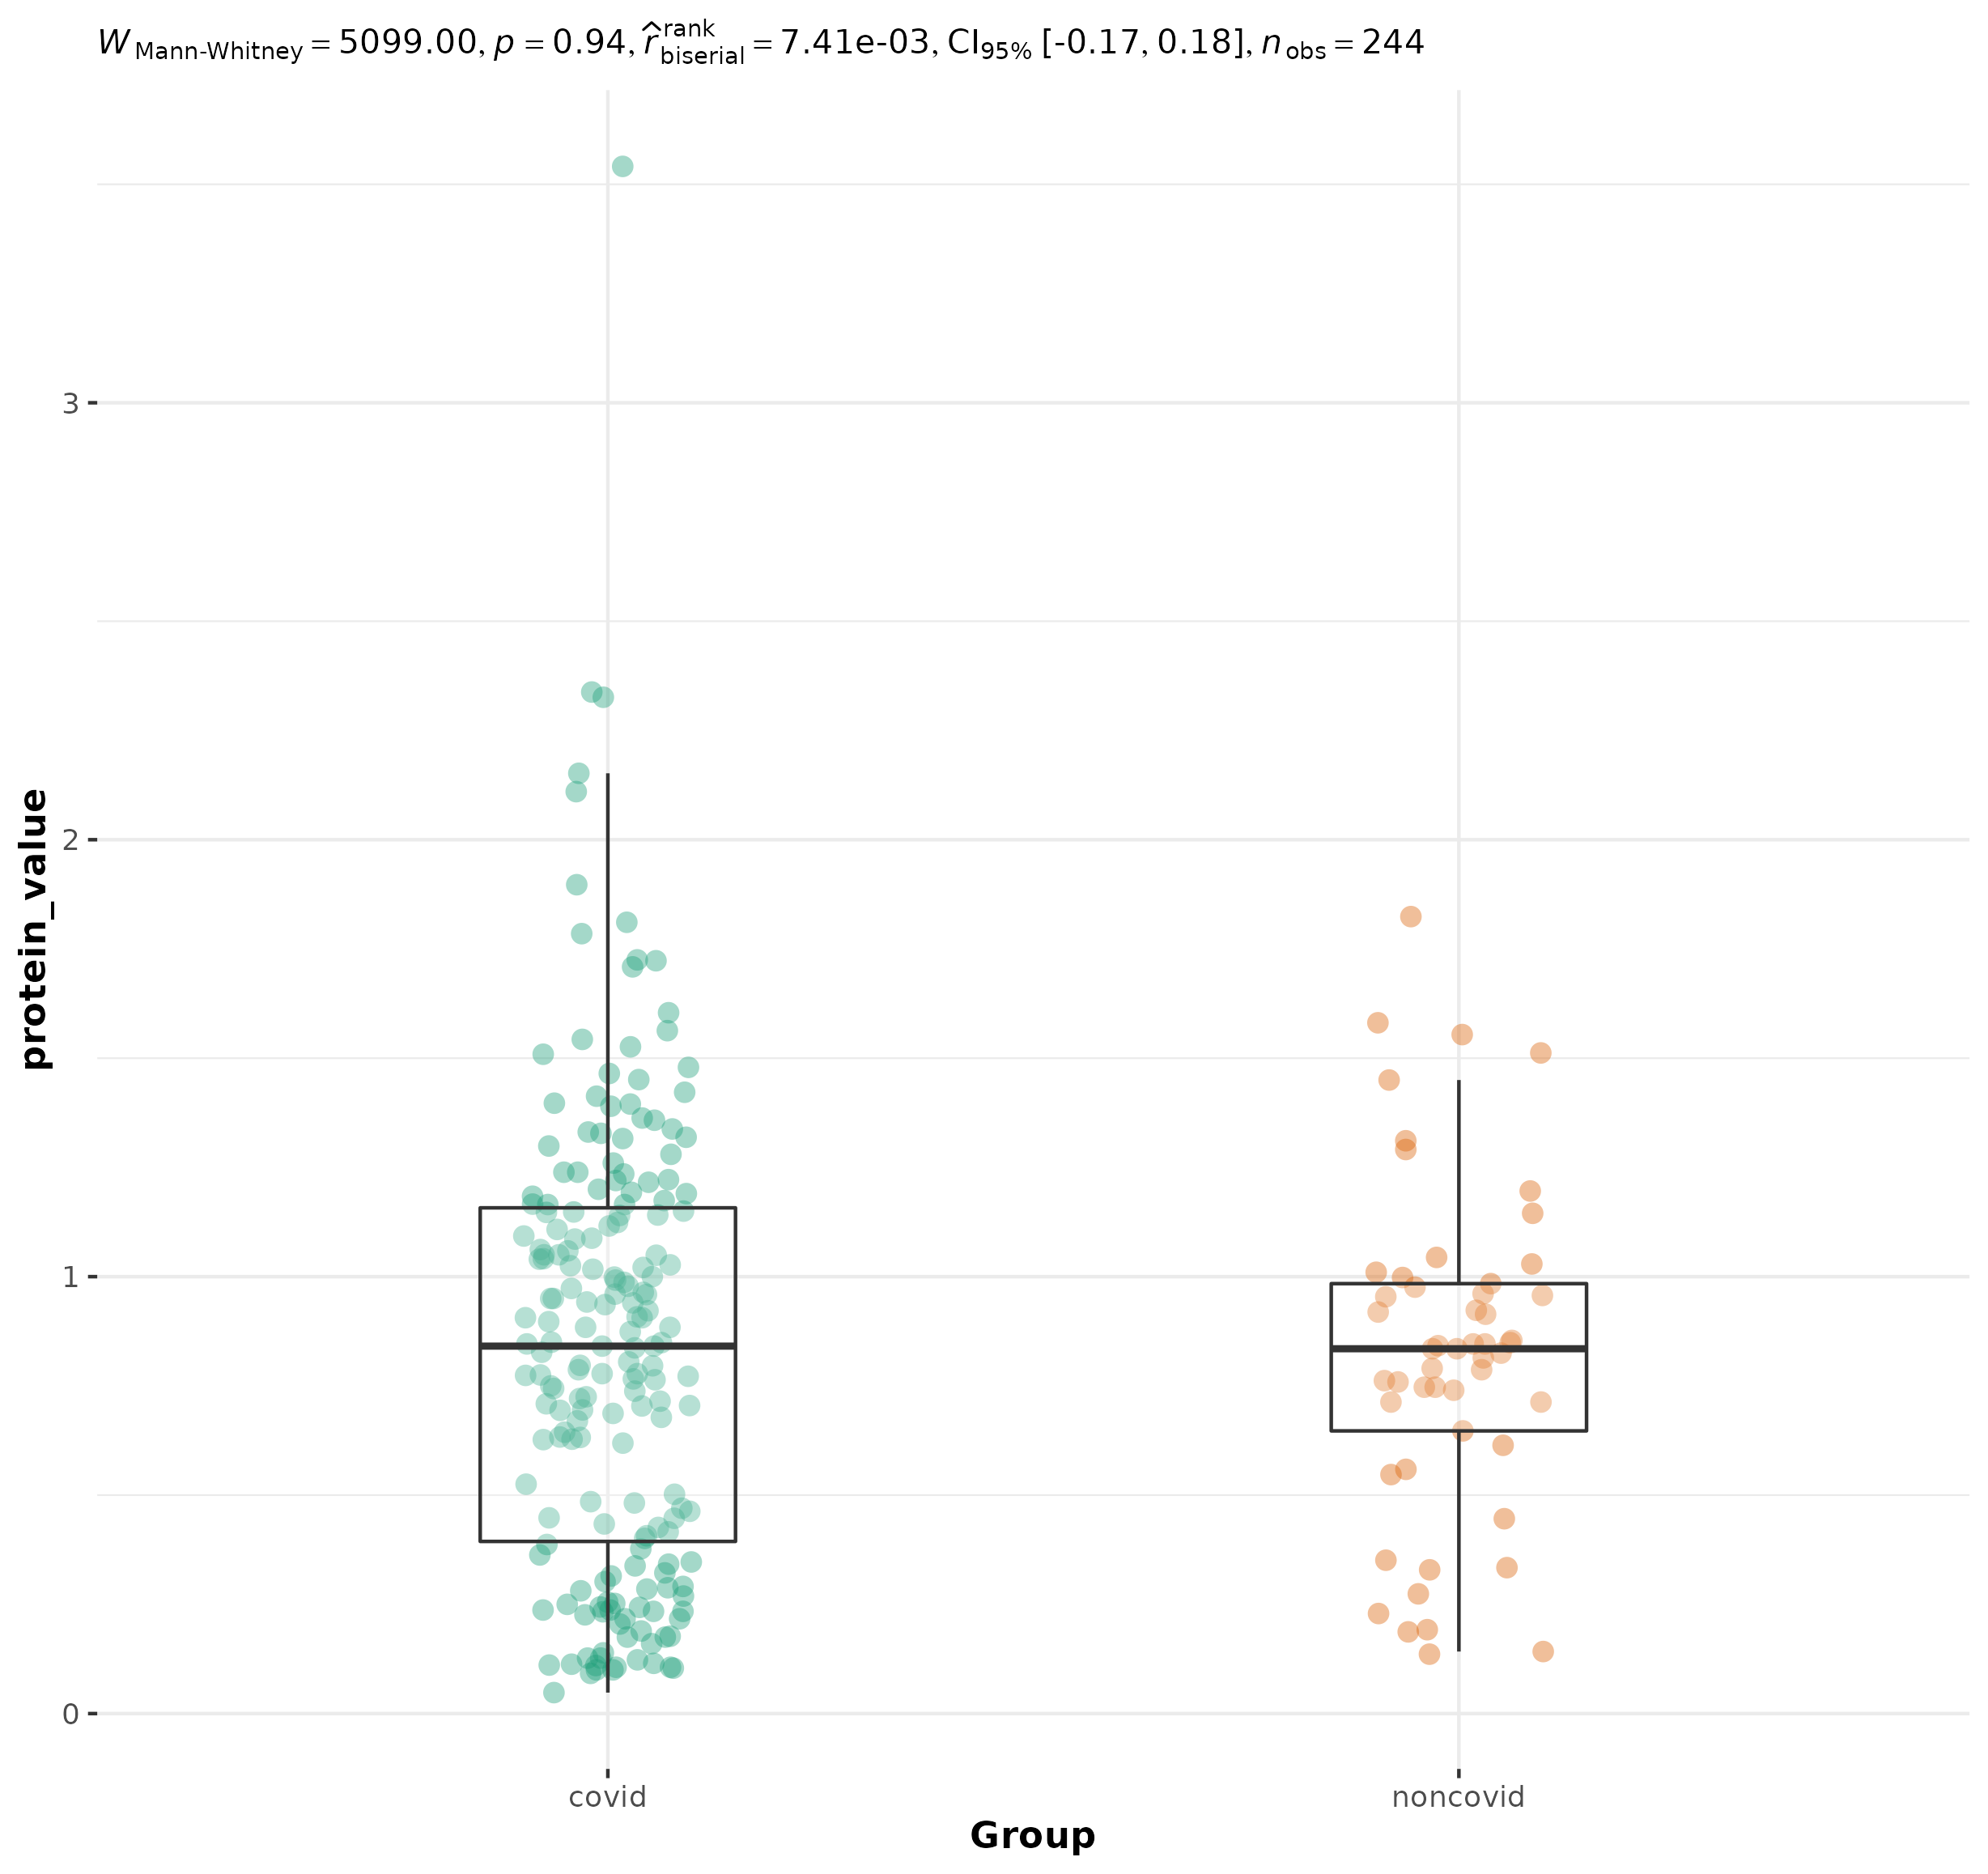 W Mann-Whitney = 5099.00, p = 0.94, r̂ rank biserial = 7.41e-03, CI95% [-0.17, 0.18], n obs = 244
3
2
1
0
protein_value
covid noncovid
Group